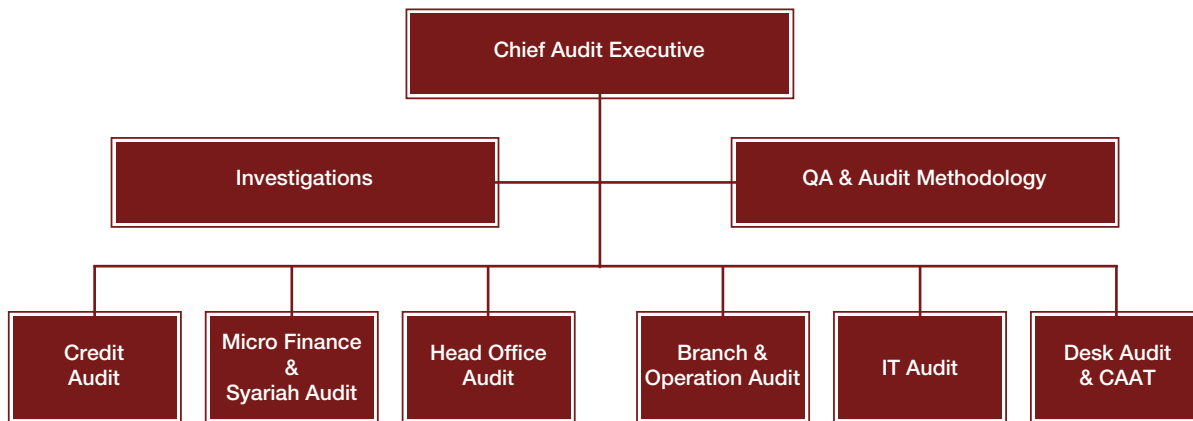 Chief Audit Executive
Investigations
QA & Audit Methodology
Credit
Audit
Micro Finance
&
Syariah Audit
Head Office
Audit
Branch &
Operation Audit
IT Audit
Desk Audit
& CAAT